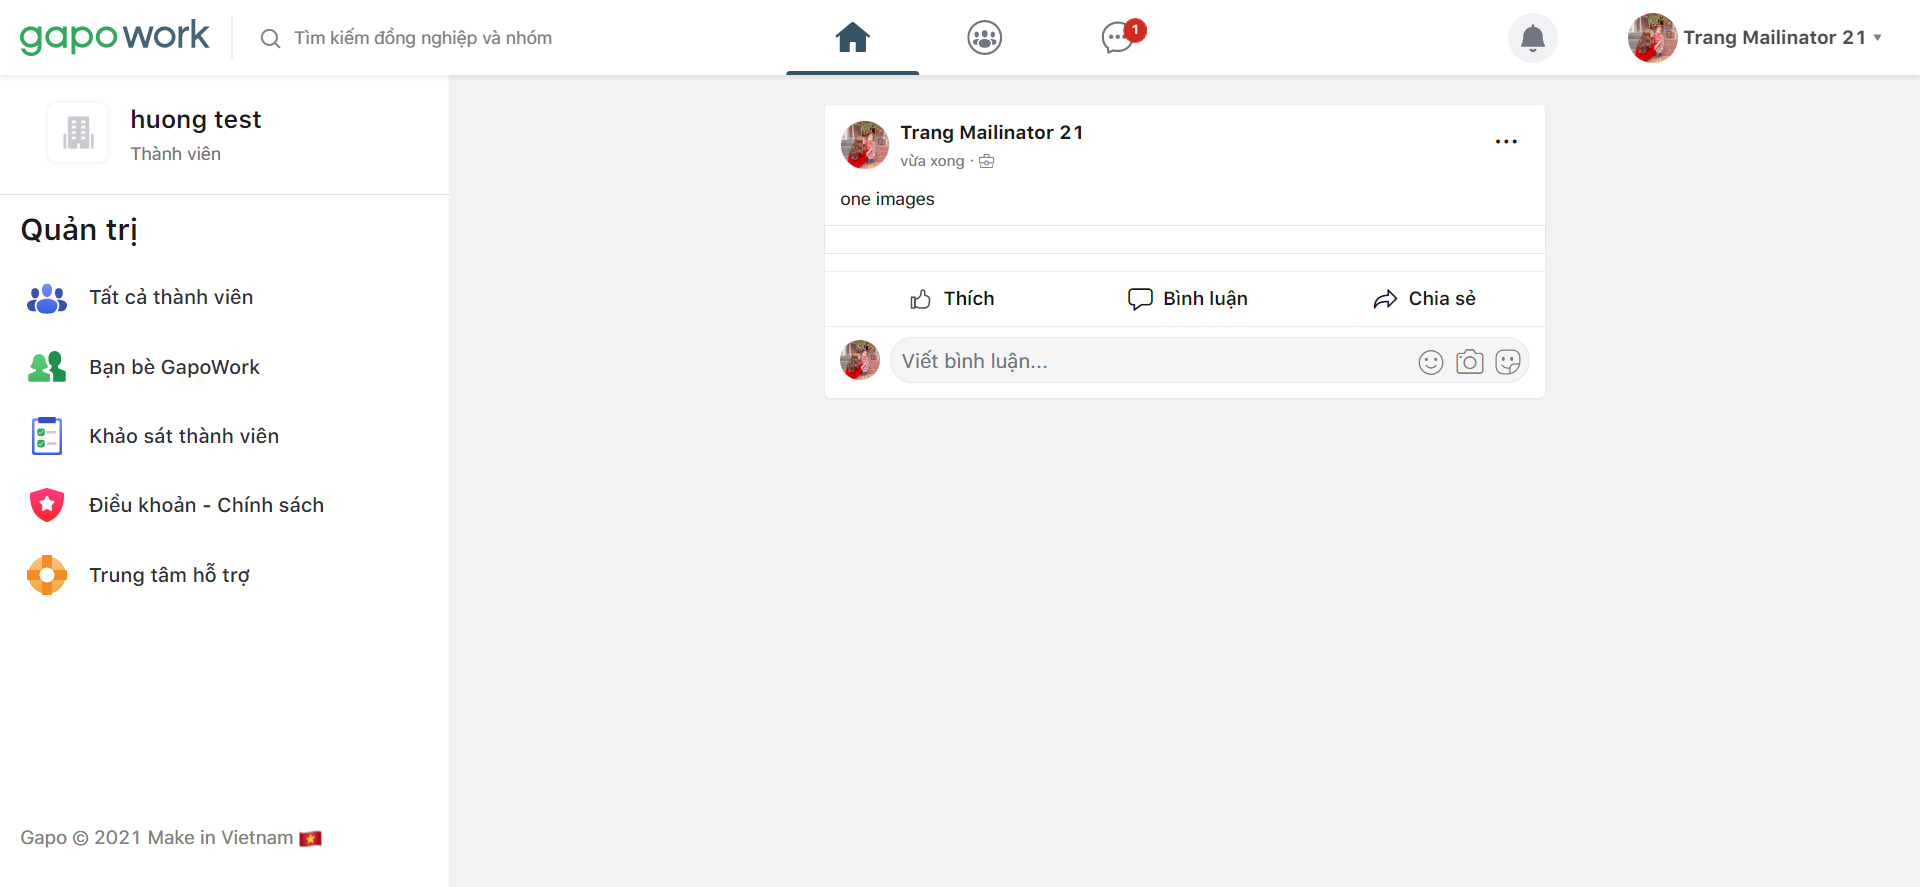 gapowork
Tìm kiếm đồng nghiệp và nhóm
1
Trang Mailinator 21
huong test
Thành viên
Quản trị
Tất cả thành viên
Bạn bè GapoWork
Khảo sát thành viên
Điều khoản - Chính sách
Trung tâm hỗ trợ
Gapo © 2021 Make in Vietnam
Trang Mailinator 21
vừa xong ·
one images
Thích
Bình luận
Chia sẻ
Viết bình luận...